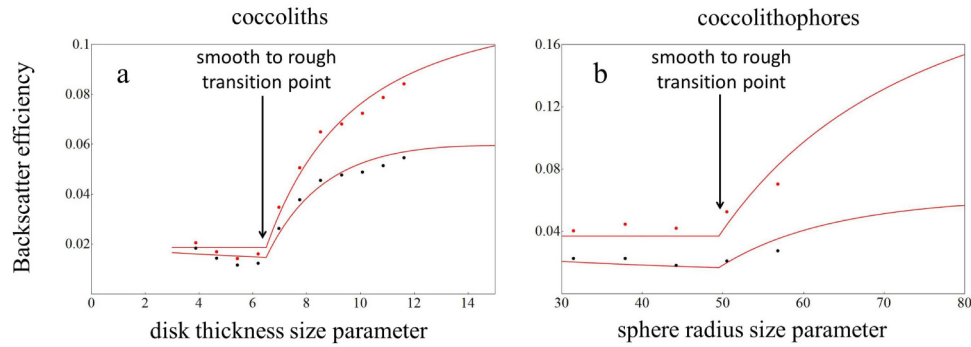 coccoliths
coccolithophores
Backscatter efficiency
a
smooth to rough
transition point
0.1
0.08
0.06
0.04
0.02
0
2
4
6
8
10
12
14
disk thickness size parameter
b
smooth to rough
transition point
0.16
0.12
0.08
0.04
30
40
50
60
70
80
sphere radius size parameter